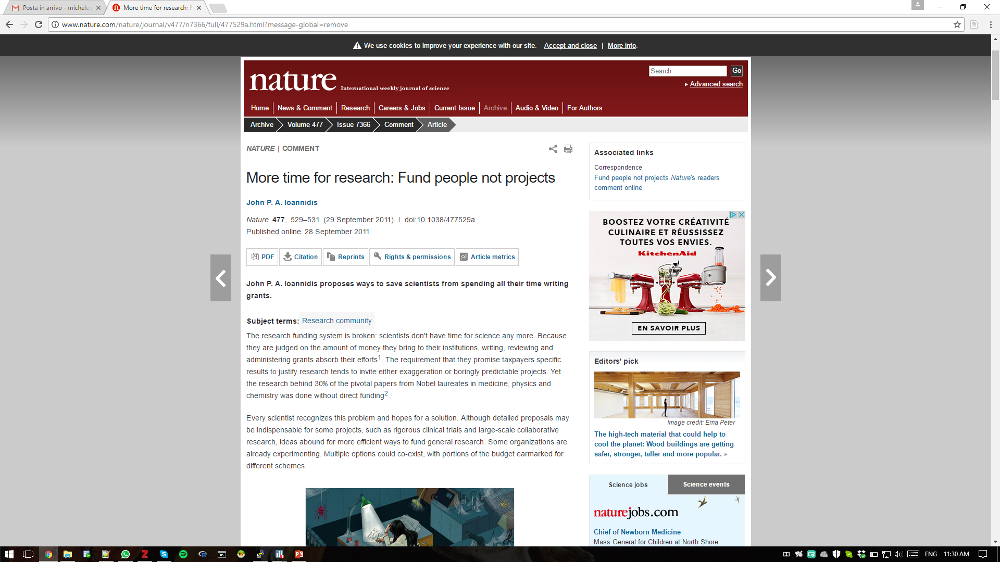 Posta in arrivo - michele.
More time for research: F
www.nature.com/nature/journal/v477/n7366/full/477529a.html?message-global=remove
We use cookies to improve your experience with our site. Accept and close | More info.
nature International weekly journal of science
Search Go
Advanced search
Home News & Comment Research Careers & Jobs Current Issue Archive Audio & Video For Authors
Archive Volume 477 Issue 7366 Comment Article
NATURE | COMMENT
More time for research: Fund people not projects
John P. A. Ioannidis
Nature 477, 529–531 (29 September 2011) | doi:10.1038/477529a
Published online 28 September 2011
PDF Citation Reprints Rights & permissions Article metrics
John P. A. Ioannidis proposes ways to save scientists from spending all their time writing
grants.
Subject terms: Research community
The research funding system is broken: scientists don't have time for science any more. Because
they are judged on the amount of money they bring to their institutions, writing, reviewing and
administering grants absorb their efforts1. The requirement that they promise taxpayers specific
results to justify research tends to invite either exaggeration or boringly predictable projects. Yet
the research behind 30% of the pivotal papers from Nobel laureates in medicine, physics and
chemistry was done without direct funding2.
Every scientist recognizes this problem and hopes for a solution. Although detailed proposals may
be indispensable for some projects, such as rigorous clinical trials and large-scale collaborative
research, ideas abound for more efficient ways to fund general research. Some organizations are
already experimenting. Multiple options could co-exist, with portions of the budget earmarked for
different schemes.
Associated links
Correspondence
Fund people not projects Nature's readers
comment online
BOOSTEZ VOTRE CRÉATIVITÉ
CULINAIRE ET RÉUSSISSEZ
TOUTES VOS ENVIES.
KitchenAid
EN SAVOIR PLUS
Editors' pick
Image credit: Ema Peter
The high-tech material that could help to
cool the planet: Wood buildings are getting
safer, stronger, taller and more popular.
Science jobs Science events
naturejobs.com
Chief of Newborn Medicine
Mass General for Children at North Shore
ENG 11:30 AM